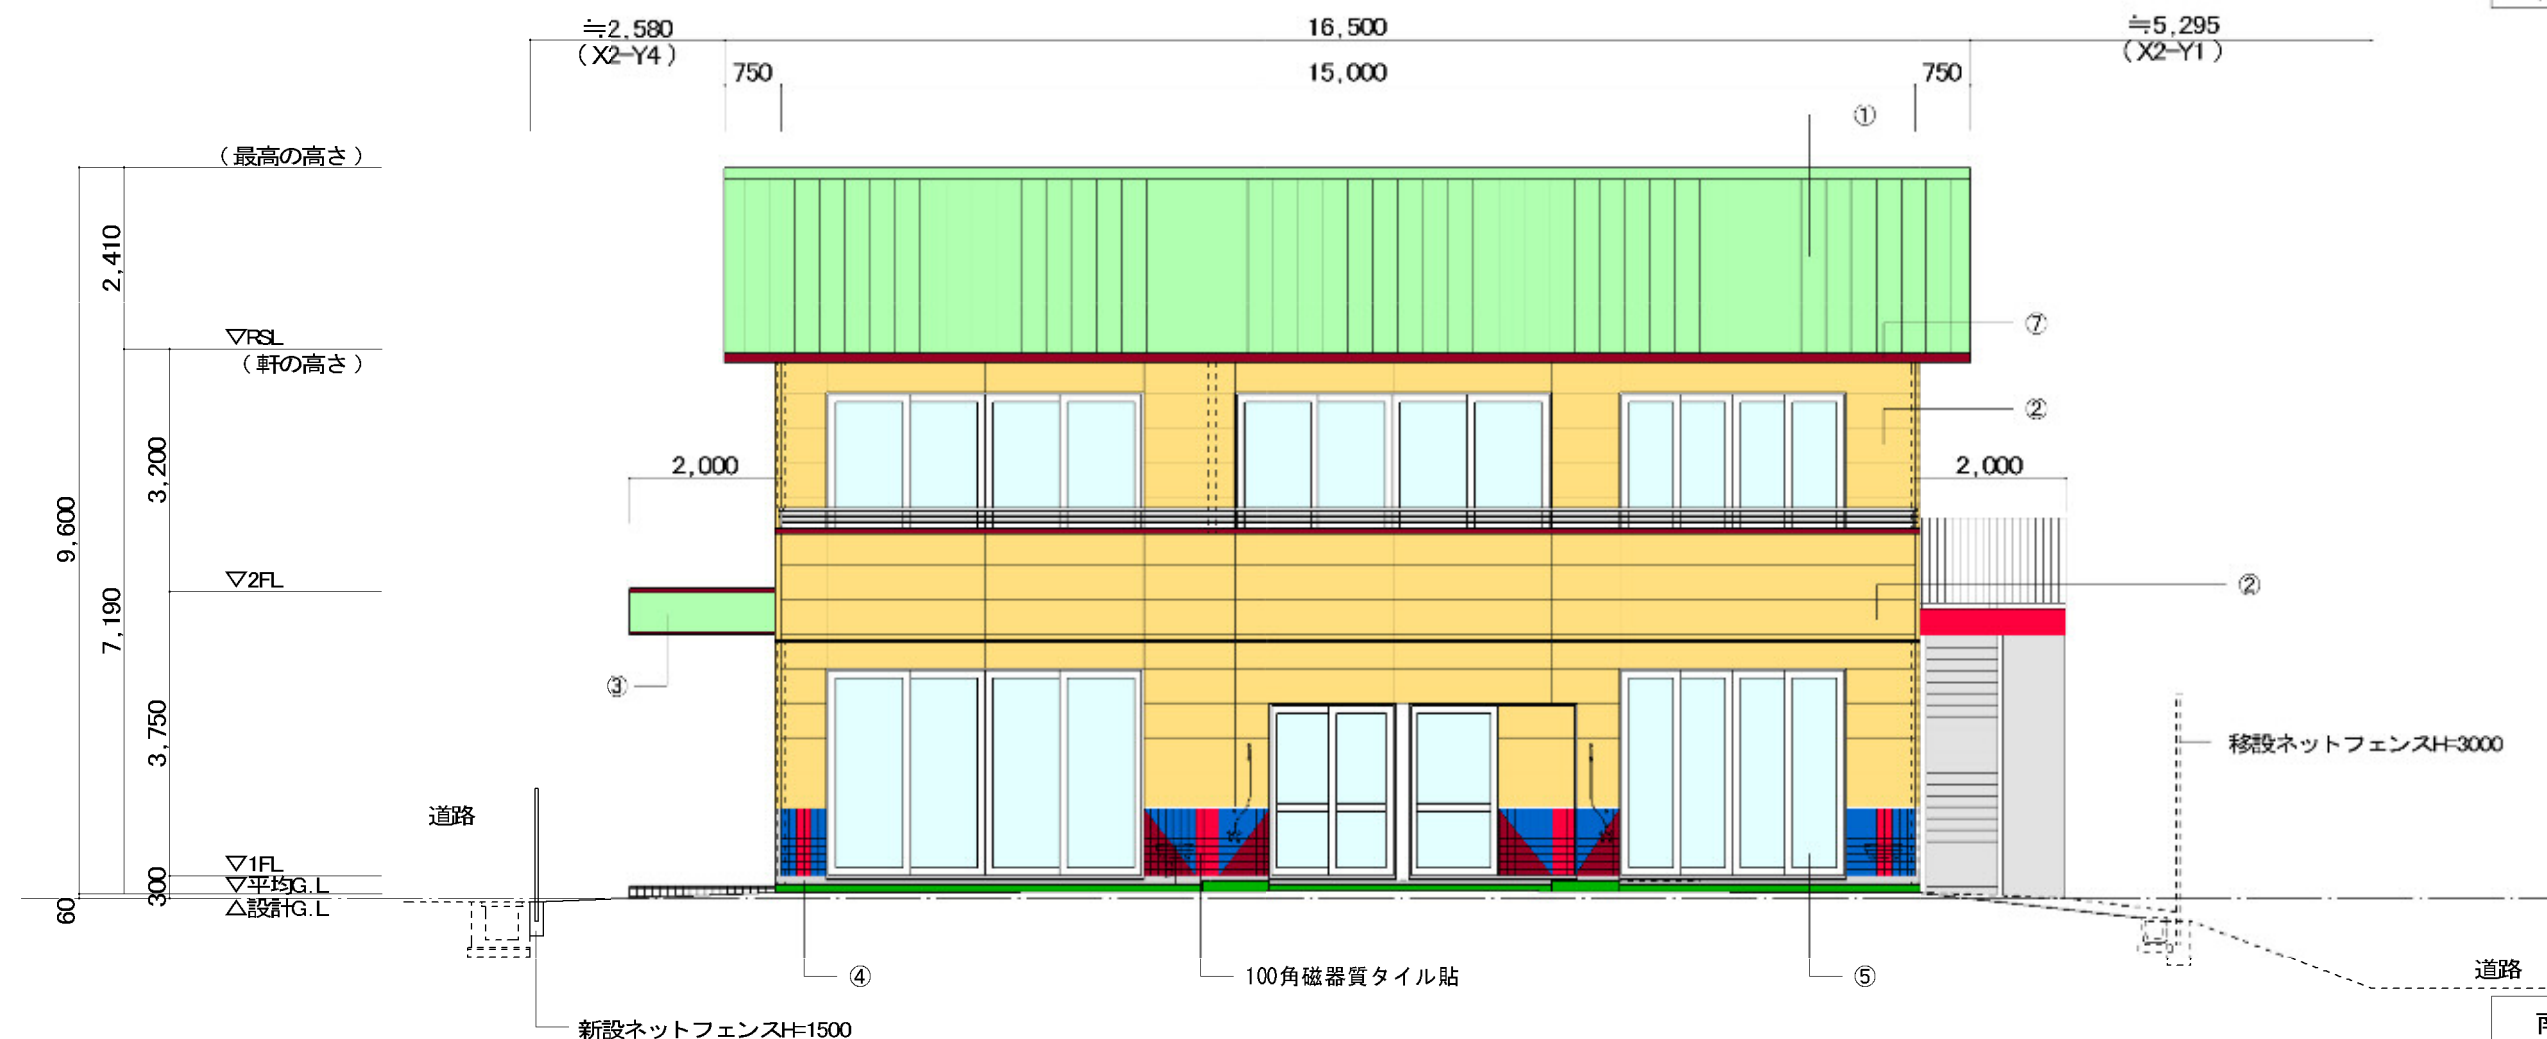 ≒2,580
(X2-Y4)
16,500
≒5,295
(X2-Y1)
750
15,000
750
①
(最高の高さ)
2,410
▽RSL
(軒の高さ)
⑦
②
3,200
2,000
2,000
9,600
▽2FL
②
7,190
③
3,750
移設ネットフェンスH=3000
道路
▽1FL
300
▽平均G.L
60
△設計G.L
④
100角磁器質タイル貼
⑤
道路
新設ネットフェンスH=1500